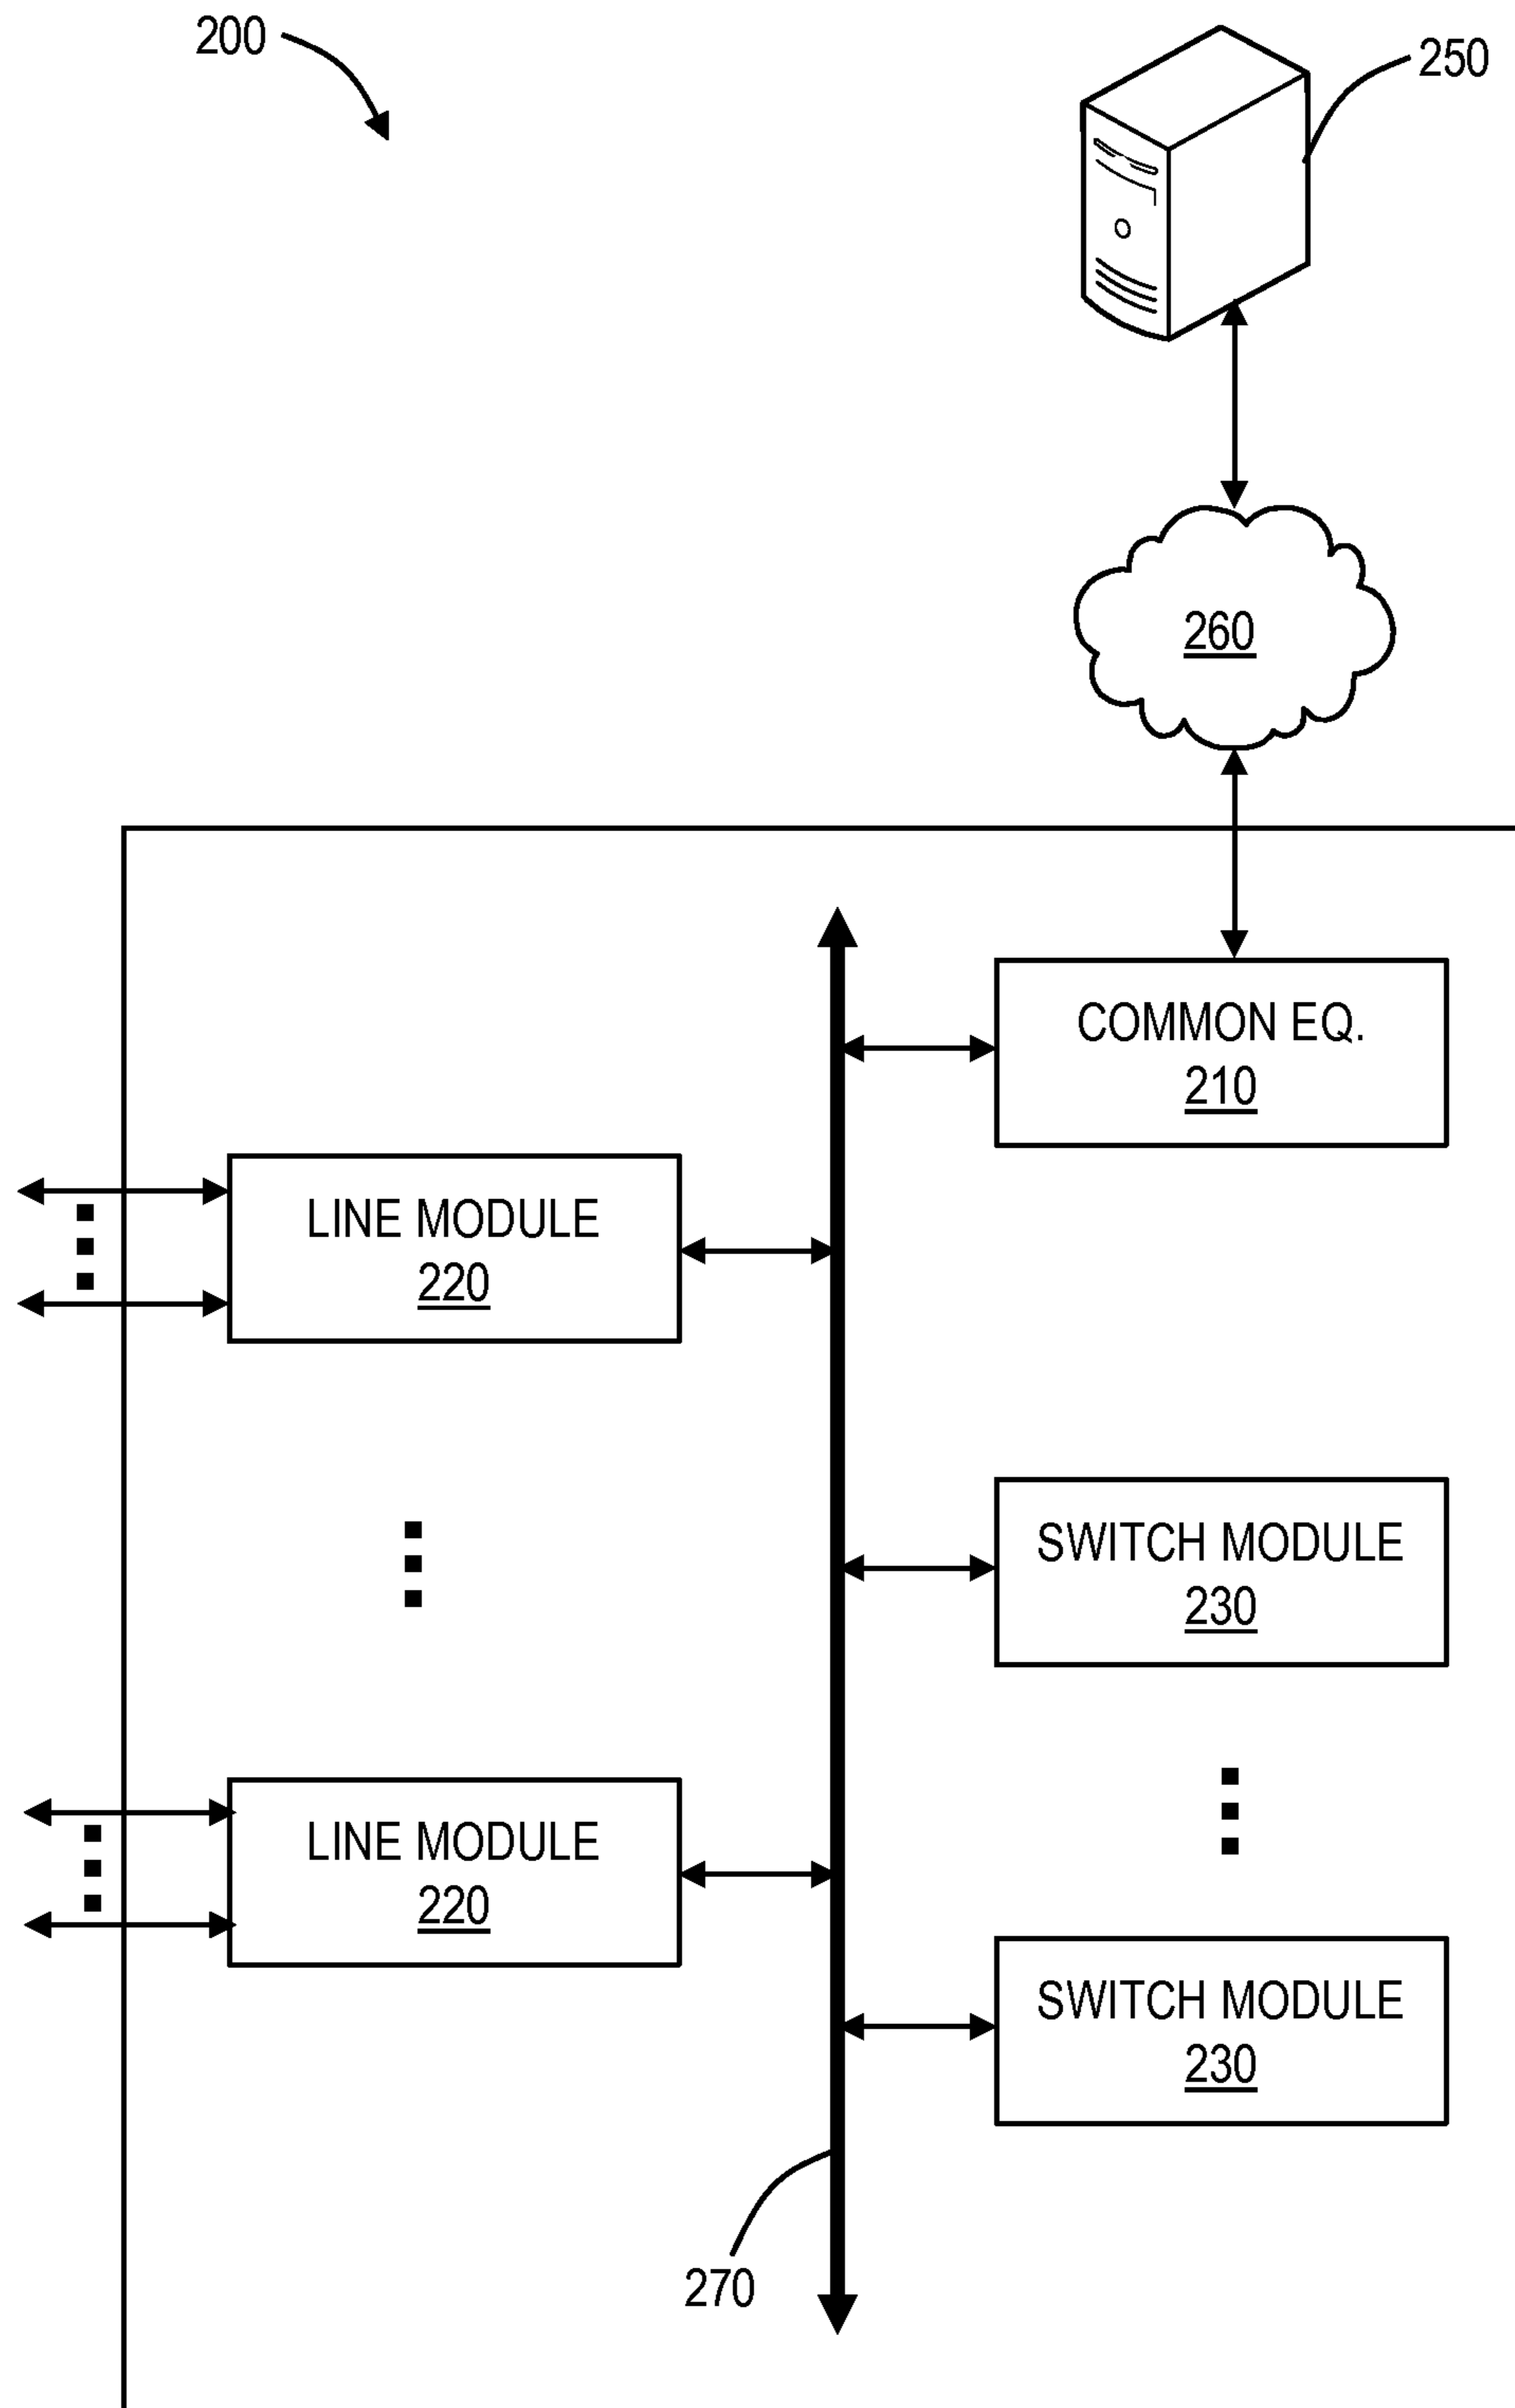 200
250
260
COMMON EQ.
210
LINE MODULE
220
SWITCH MODULE
230
LINE MODULE
220
SWITCH MODULE
230
270